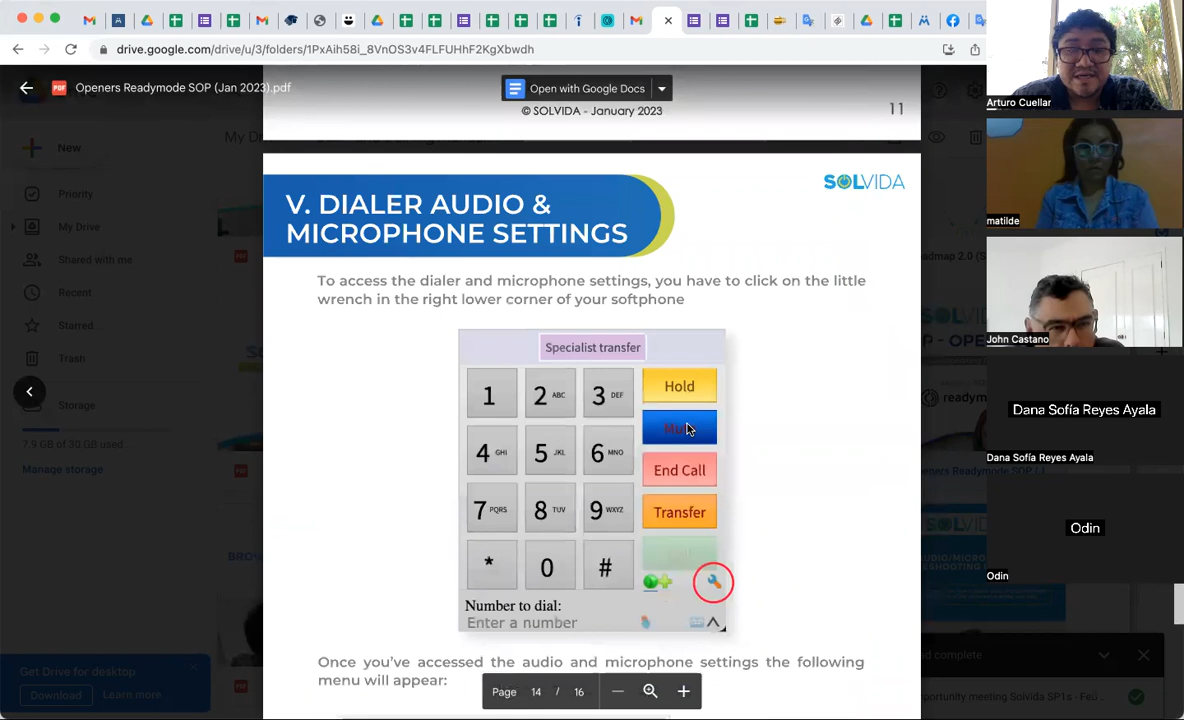 drive.google.com/drive/u/3/folders/1PxAih58i_8VnOS3v4FLFUHhF2KgXbwdh
Openers Readymode SOP (Jan 2023).pdf
Open with Google Docs
© SOLVIDA - January 2023
11
My Dr
New
Priority
My Drive
Shared with me
Recent
Starred
Trash
Storage
7.9 GB of 30 GB used
Manage storage
Get Drive for desktop
Download
Learn more
SOLVIDA
V. DIALER AUDIO &
MICROPHONE SETTINGS
To access the dialer and microphone settings, you have to click on the little
wrench in the right lower corner of your softphone
Specialist transfer
1
2 ABC
3 DEF
Hold
4 GHI
5 JKL
6 MNO
End Call
7 PQRS
8 TUV
9 WXYZ
Transfer
*
0
#
Number to dial:
Enter a number
Once you've accessed the audio and microphone settings the following
menu will appear:
Page 14 / 16
Arturo Cuellar
matilde
John Castano
Dana Sofía Reyes Ayala
Dana Sofía Reyes Ayala
Odin
Odin